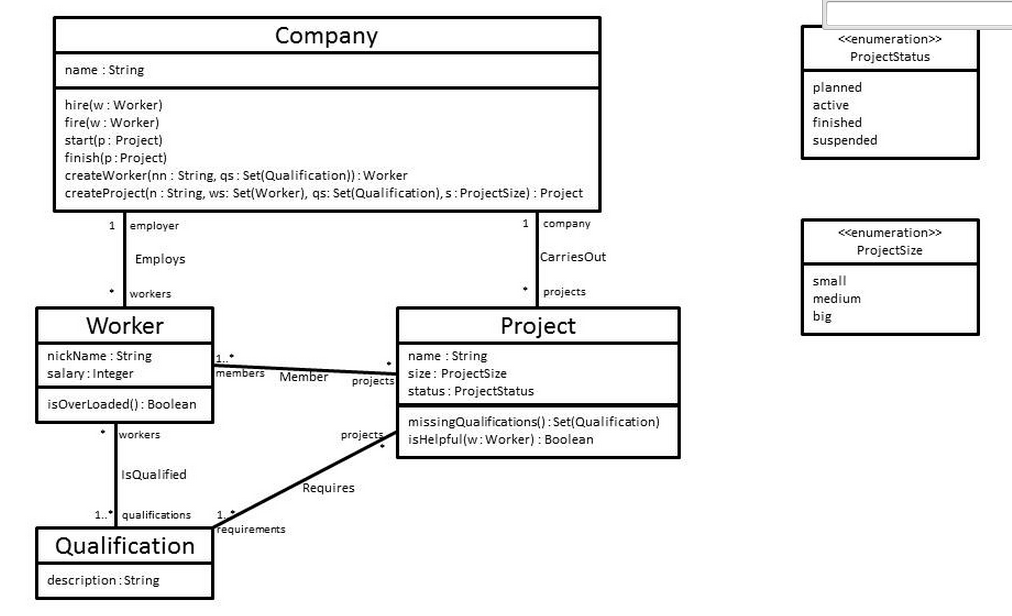 Company
name : String
hire(w : Worker)
fire(w : Worker)
start(p : Project)
finish(p : Project)
createWorker(nn : String, qs : Set(Qualification)) : Worker
createProject(n : String, ws: Set(Worker), qs: Set(Qualification), s : ProjectSize) : Project
<<enumeration>>
ProjectStatus
planned
active
finished
suspended
1 employer
Employs
* workers
1 company
CarriesOut
* projects
<<enumeration>>
ProjectSize
small
medium
big
Worker
nickName : String
salary : Integer
isOverLoaded() : Boolean
1..*
members
Member
*
projects
Project
name : String
size : ProjectSize
status : ProjectStatus
missingQualifications() : Set(Qualification)
isHelpful(w : Worker) : Boolean
* workers
IsQualified
1..* qualifications
projects
*
Requires
1..*
requirements
Qualification
description : String